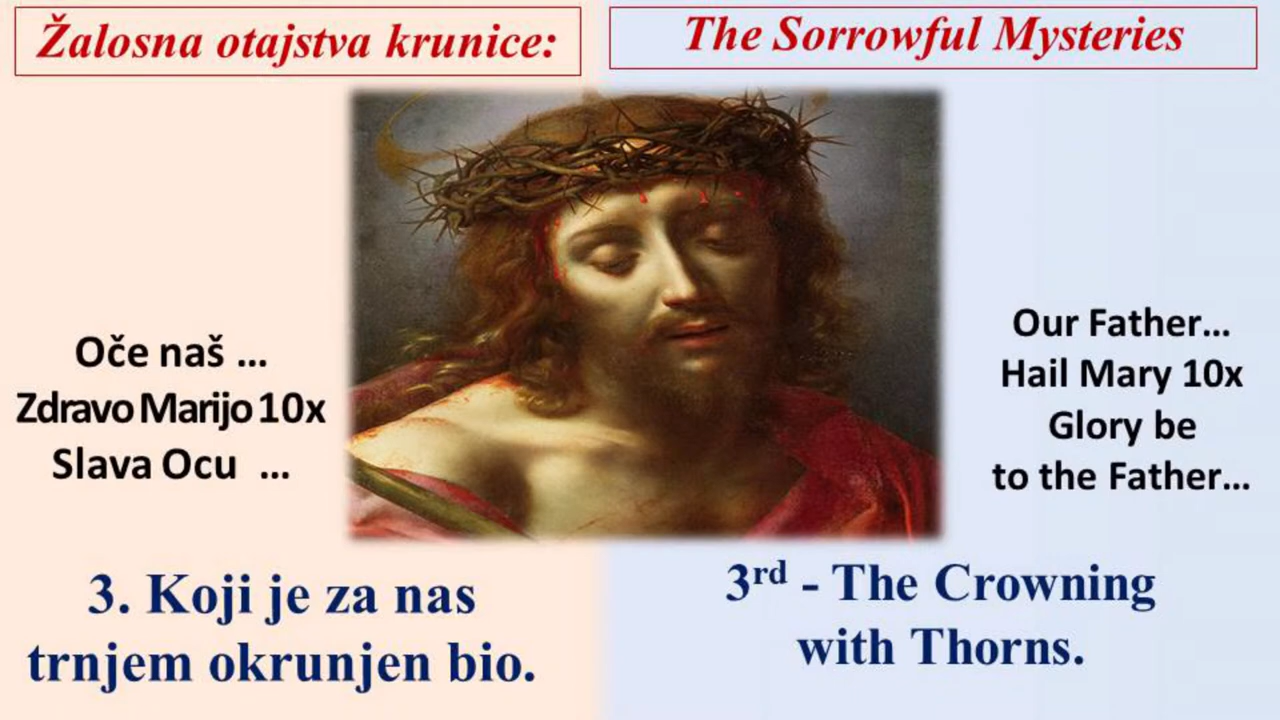 Žalosna otajstva krunice:
The Sorrowful Mysteries
Oče naš ...
Zdravo Marijo 10x
Slava Ocu ...
Our Father...
Hail Mary 10x
Glory be
to the Father...
3. Koji je za nas
trnjem okrunjen bio.
3rd - The Crowning
with Thorns.